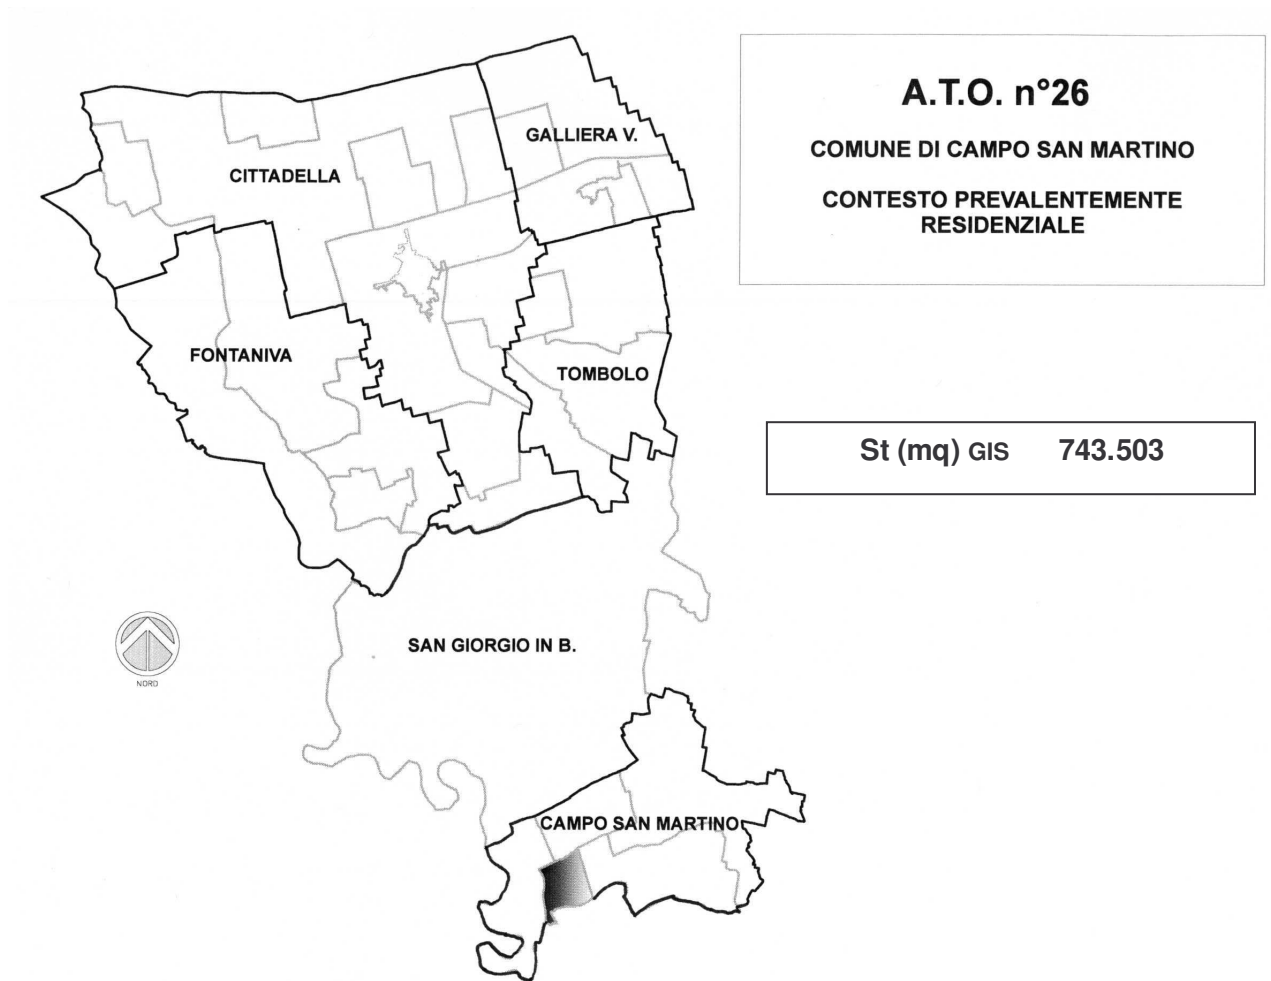 A.T.O. n°26
COMUNE DI CAMPO SAN MARTINO
CONTESTO PREVALENTEMENTE
RESIDENZIALE
GALLIERA V.
CITTADELLA
FONTANIVA
TOMBOLO
St (mq) GIS 743.503
SAN GIORGIO IN B.
NORD
CAMPO SAN MARTINO